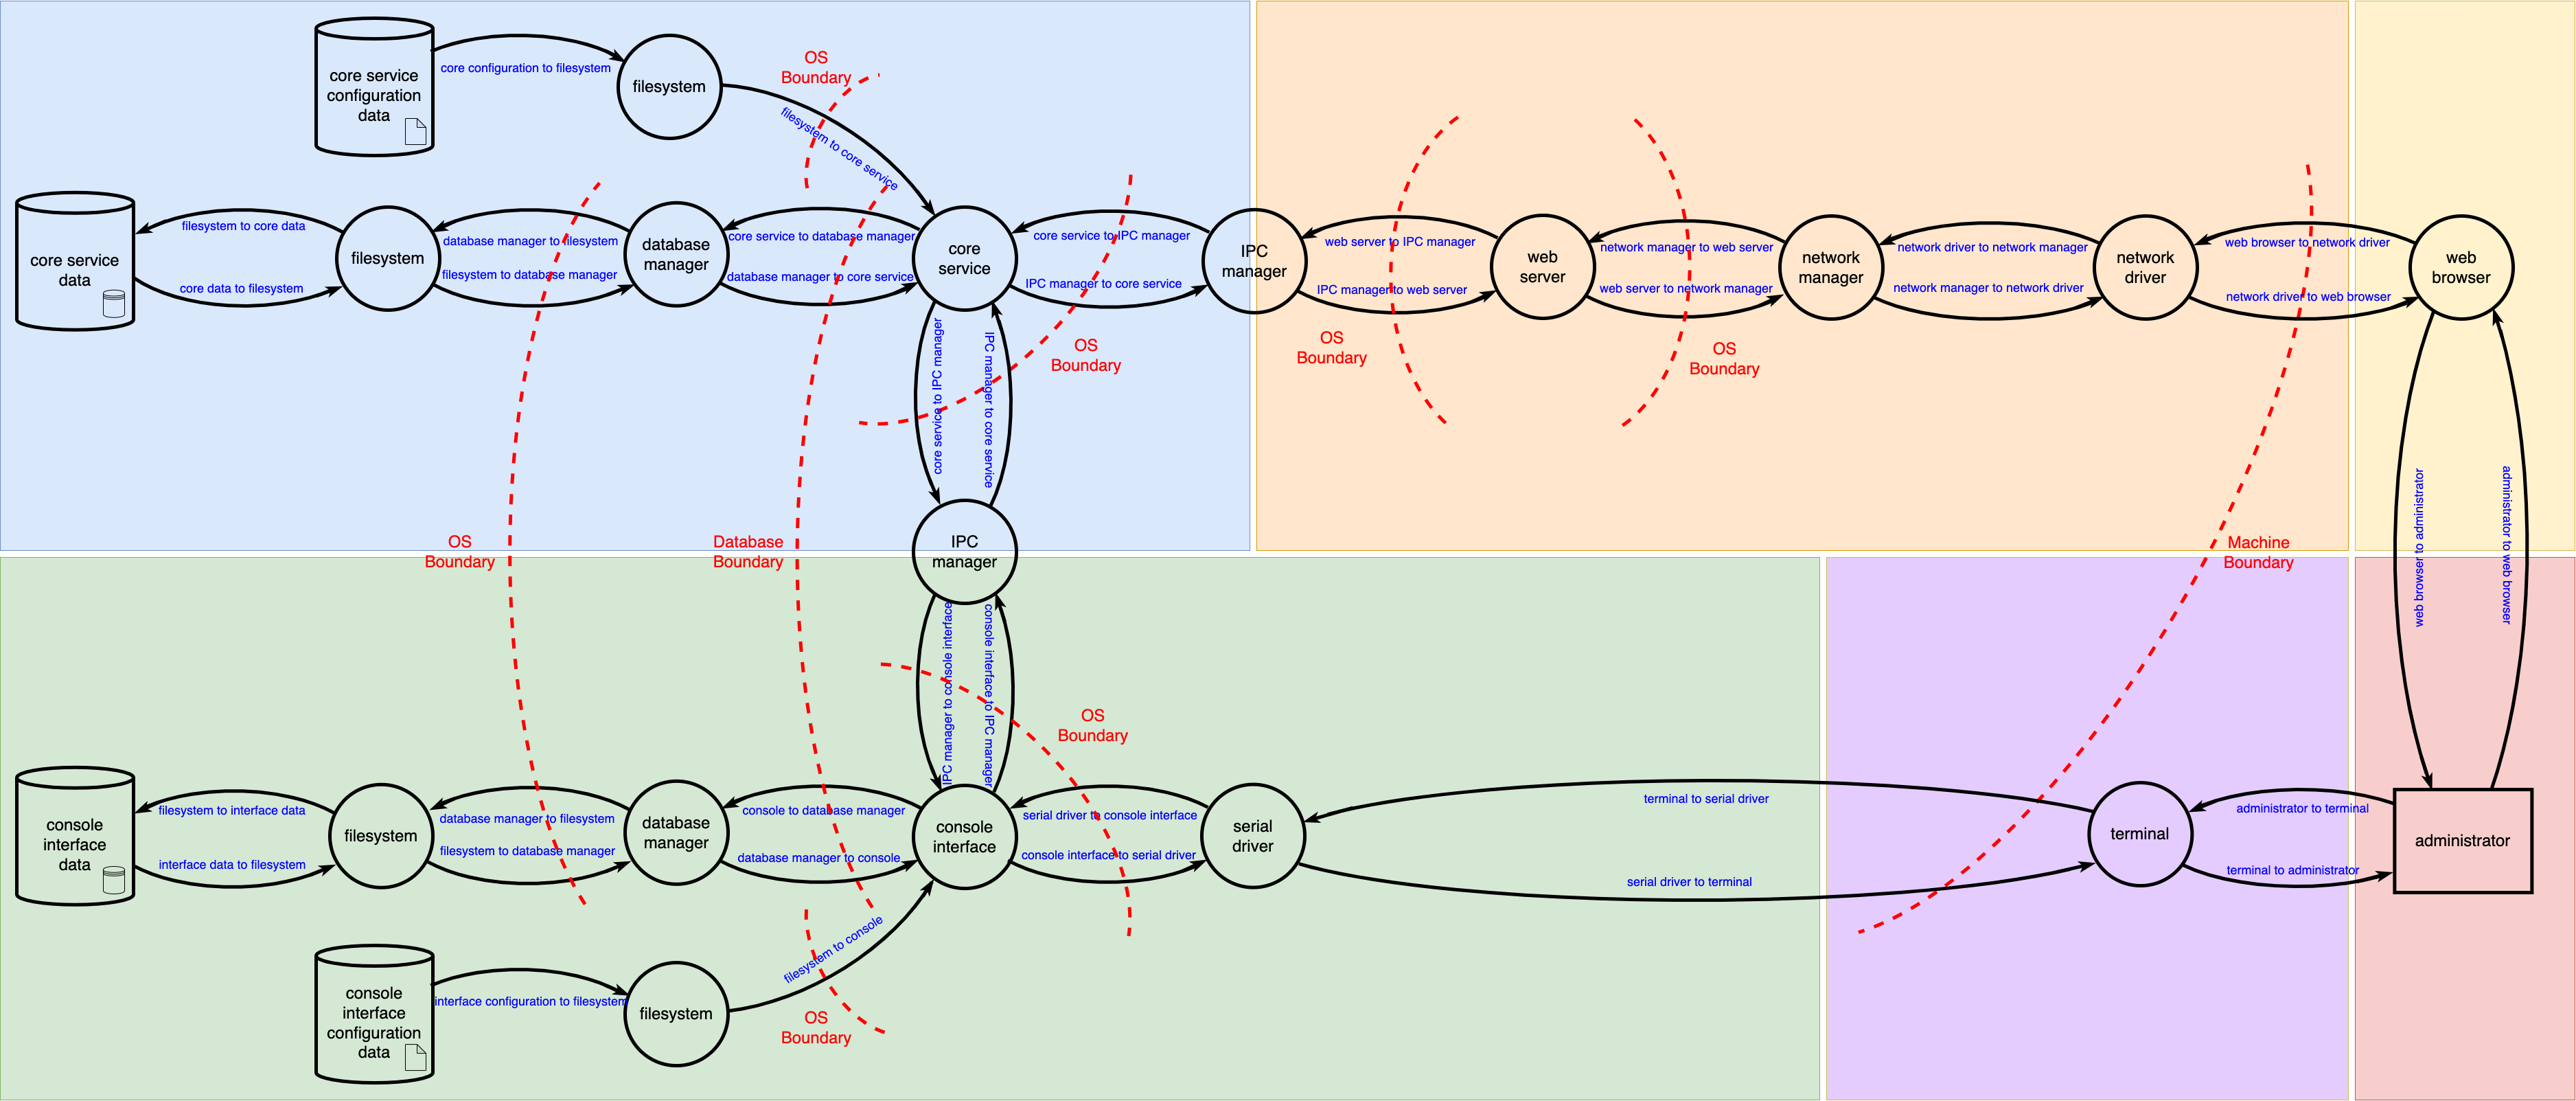 core service
configuration
data
core configuration to filesystem
filesystem
OS
Boundary
filesystem to core service
core service
data
filesystem to core data
core data to filesystem
filesystem
database manager to filesystem
filesystem to database manager
database
manager
core service to database manager
database manager to core service
core
service
core service to IPC manager
IPC manager to core service
OS
Boundary
IPC
manager
web server to IPC manager
IPC manager to web server
OS
Boundary
web
server
network manager to web server
web server to network manager
OS
Boundary
network
manager
network driver to network manager
network manager to network driver
network
driver
web browser to network driver
network driver to web browser
web
browser
core service to IPC manager
IPC manager to core service
web browser to administrator
administrator to web browser
OS
Boundary
Database
Boundary
IPC
manager
Machine
Boundary
IPC manager to console interface
console interface to IPC manager
OS
Boundary
console
interface
data
filesystem to interface data
interface data to filesystem
filesystem
database manager to filesystem
filesystem to database manager
database
manager
console to database manager
database manager to console
console
interface
serial driver to console interface
console interface to serial driver
serial
driver
terminal to serial driver
serial driver to terminal
terminal
administrator to terminal
terminal to administrator
administrator
console
interface
configuration
data
interface configuration to filesystem
filesystem
filesystem to console
OS
Boundary